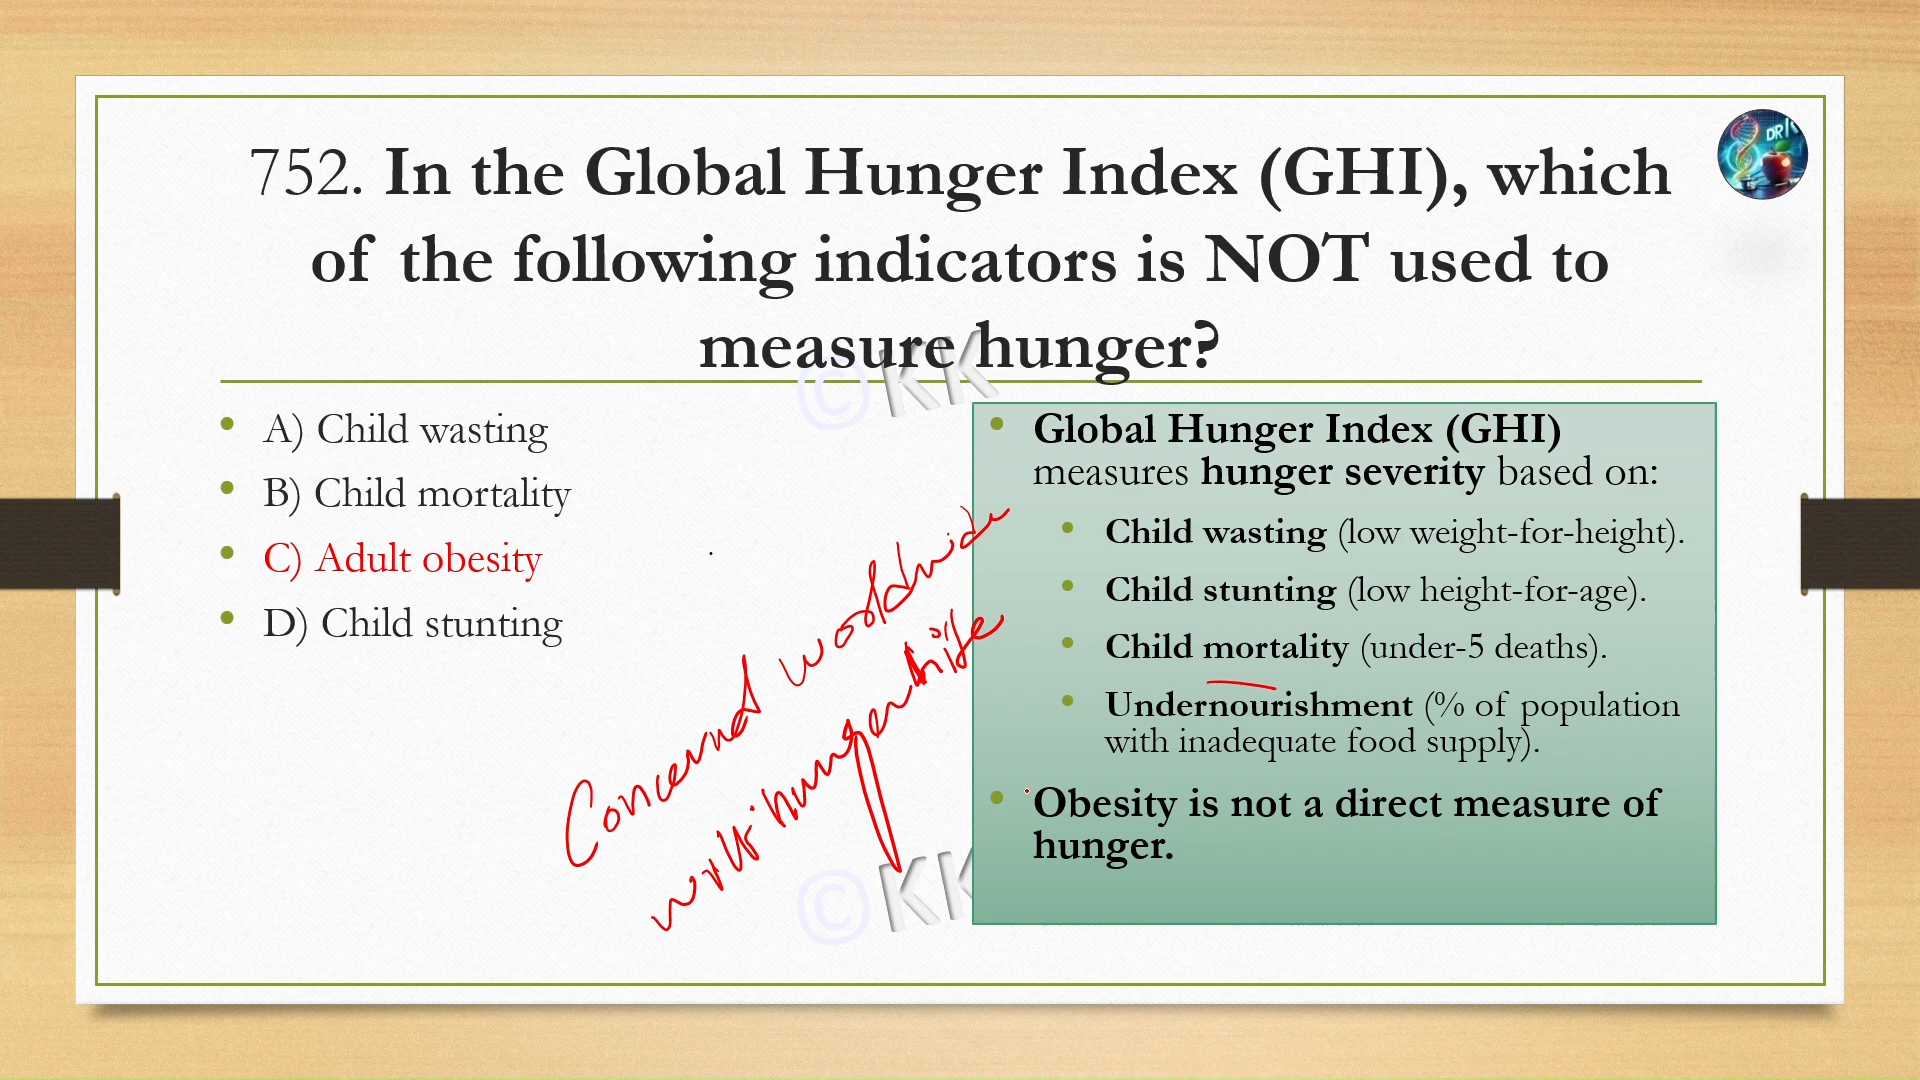 752. In the Global Hunger Index (GHI), which
of the following indicators is NOT used to
measure hunger?
A) Child wasting
B) Child mortality
C) Adult obesity
D) Child stunting
Global Hunger Index (GHI)
measures hunger severity based on:
Child wasting (low weight-for-height).
Child stunting (low height-for-age).
Child mortality (under-5 deaths).
Undernourishment (% of population
with inadequate food supply).
Obesity is not a direct measure of
hunger.
Concerned worldwide
hunger
©KK
©KK
DR